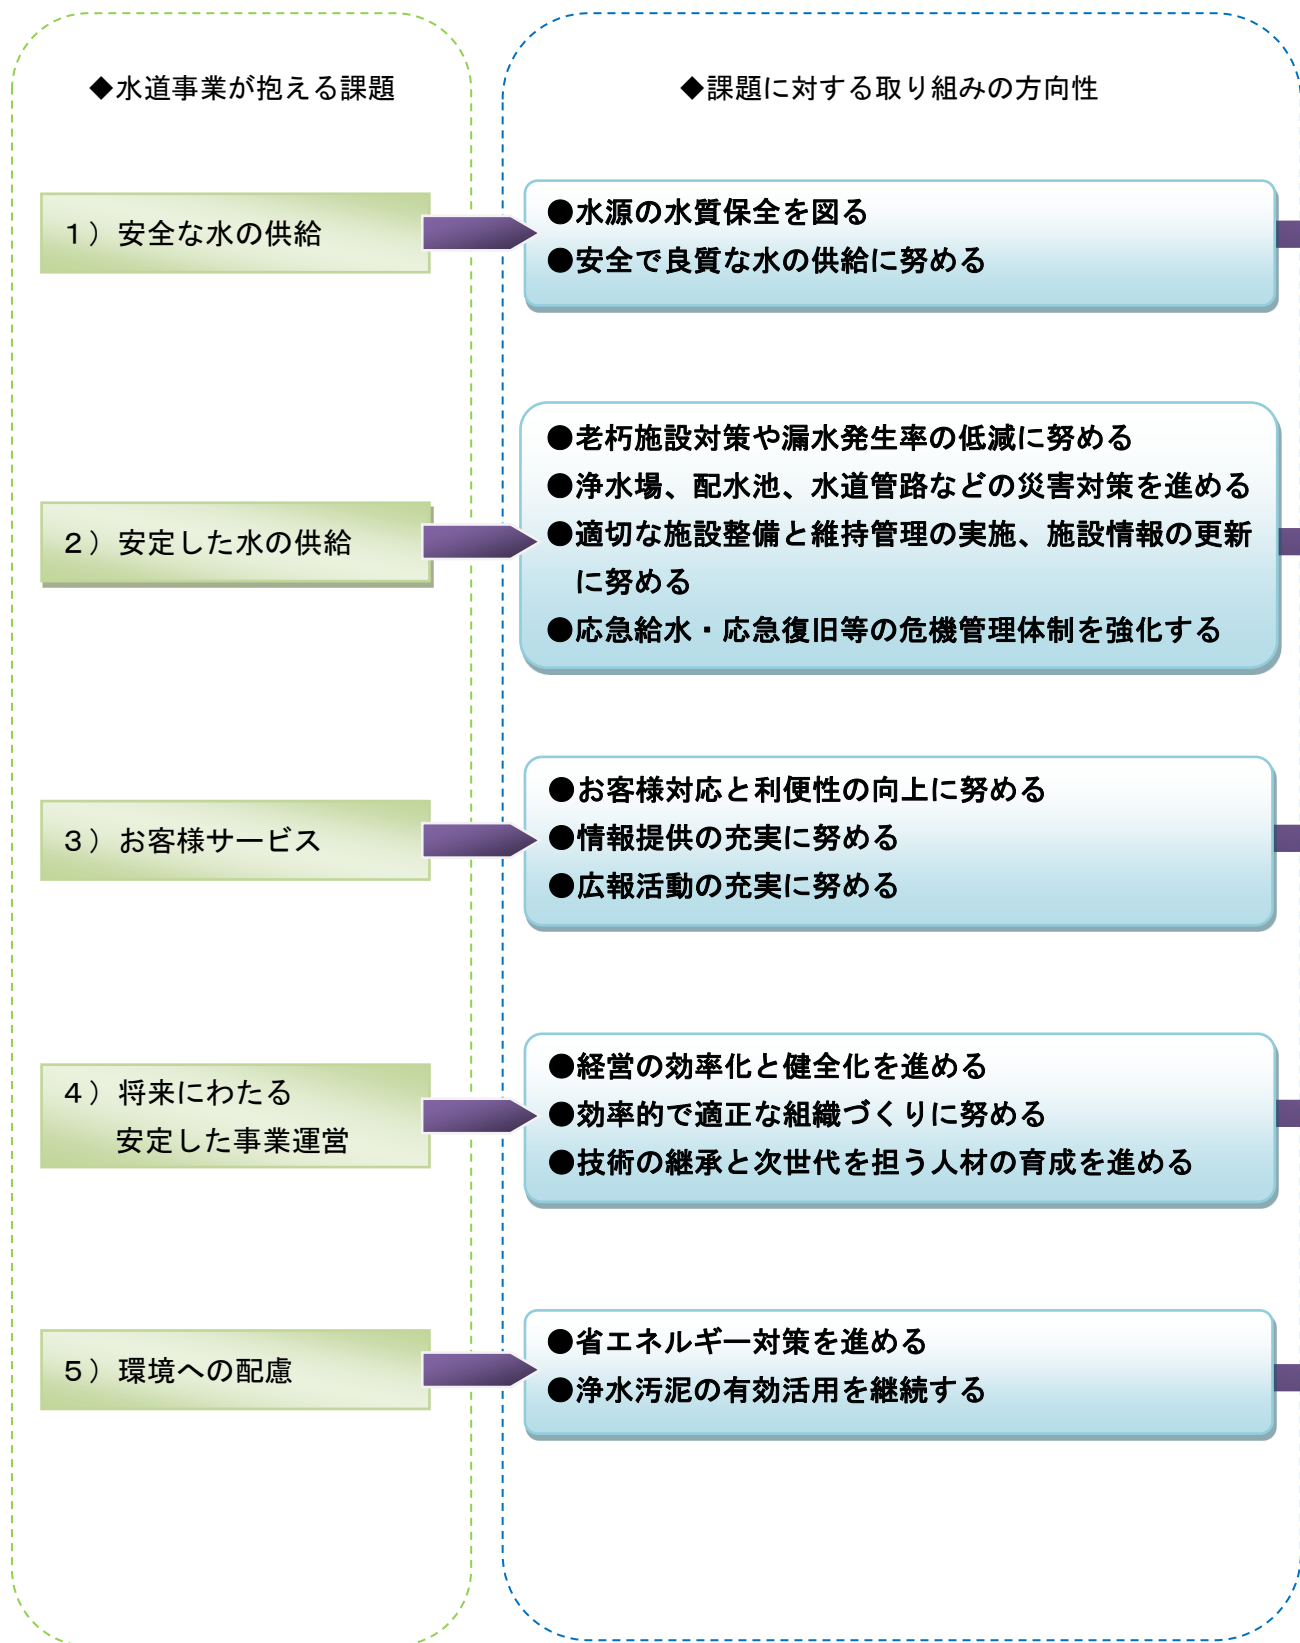 ◆水道事業が抱える課題
◆課題に対する取り組みの方向性
１）安全な水の供給
●水源の水質保全を図る
●安全で良質な水の供給に努める
２）安定した水の供給
●老朽施設対策や漏水発生率の低減に努める
●浄水場、配水池、水道管路などの災害対策を進める
●適切な施設整備と維持管理の実施、施設情報の更新
に努める
●応急給水・応急復旧等の危機管理体制を強化する
３）お客様サービス
●お客様対応と利便性の向上に努める
●情報提供の充実に努める
●広報活動の充実に努める
４）将来にわたる
安定した事業運営
●経営の効率化と健全化を進める
●効率的で適正な組織づくりに努める
●技術の継承と次世代を担う人材の育成を進める
５）環境への配慮
●省エネルギー対策を進める
●浄水汚泥の有効活用を継続する